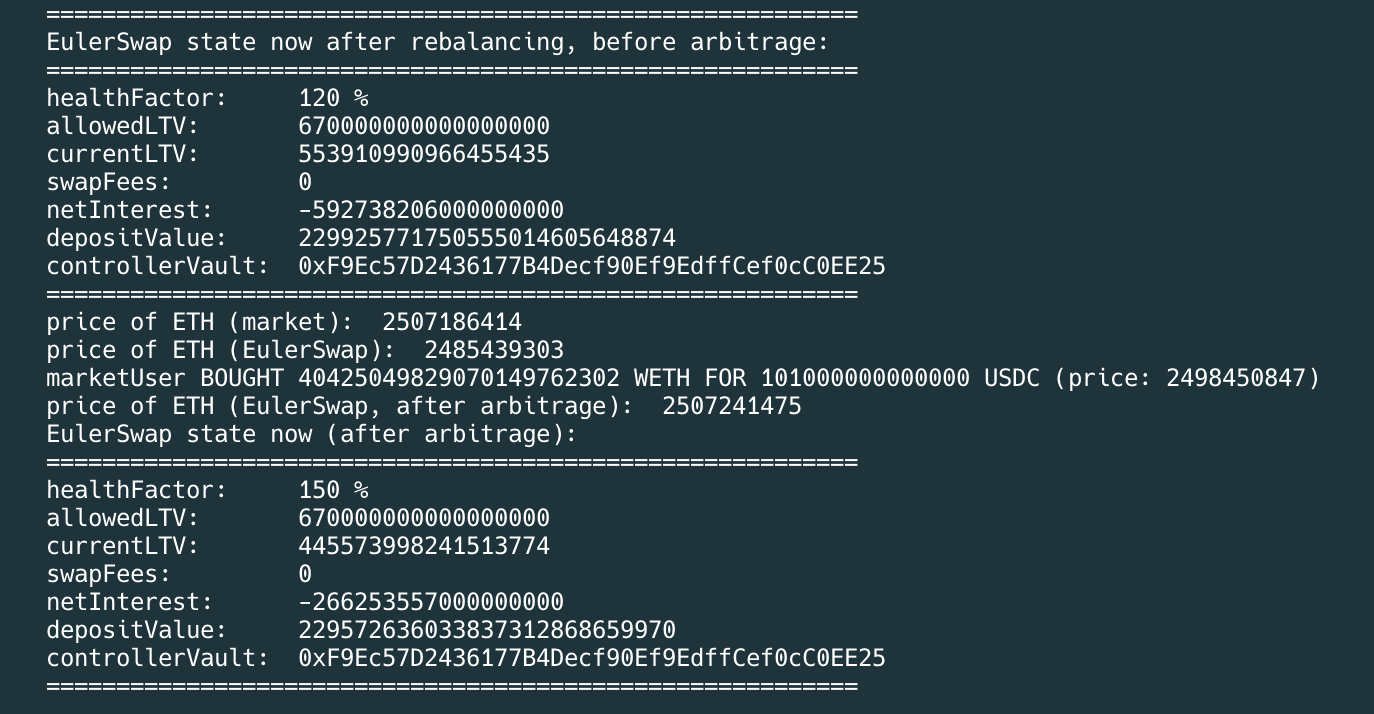 ==========================================================
EulerSwap state now after rebalancing, before arbitrage:
==========================================================
healthFactor:     120 %
allowedLTV:       670000000000000000
currentLTV:       553910990966455435
swapFees:         0
netInterest:      -592738206000000000
depositValue:     229925771750555014605648874
controllerVault:  0xF9Ec57D2436177B4Decf90Ef9EdffCef0cC0EE25
==========================================================
price of ETH (market):  2507186414
price of ETH (EulerSwap):  2485439303
marketUser BOUGHT 40425049829070149762302 WETH FOR 101000000000000 USDC (price: 2498450847)
price of ETH (EulerSwap, after arbitrage):  2507241475
EulerSwap state now (after arbitrage):
==========================================================
healthFactor:     150 %
allowedLTV:       670000000000000000
currentLTV:       445573998241513774
swapFees:         0
netInterest:      -266253557000000000
depositValue:     229572636033837312868659970
controllerVault:  0xF9Ec57D2436177B4Decf90Ef9EdffCef0cC0EE25
==========================================================